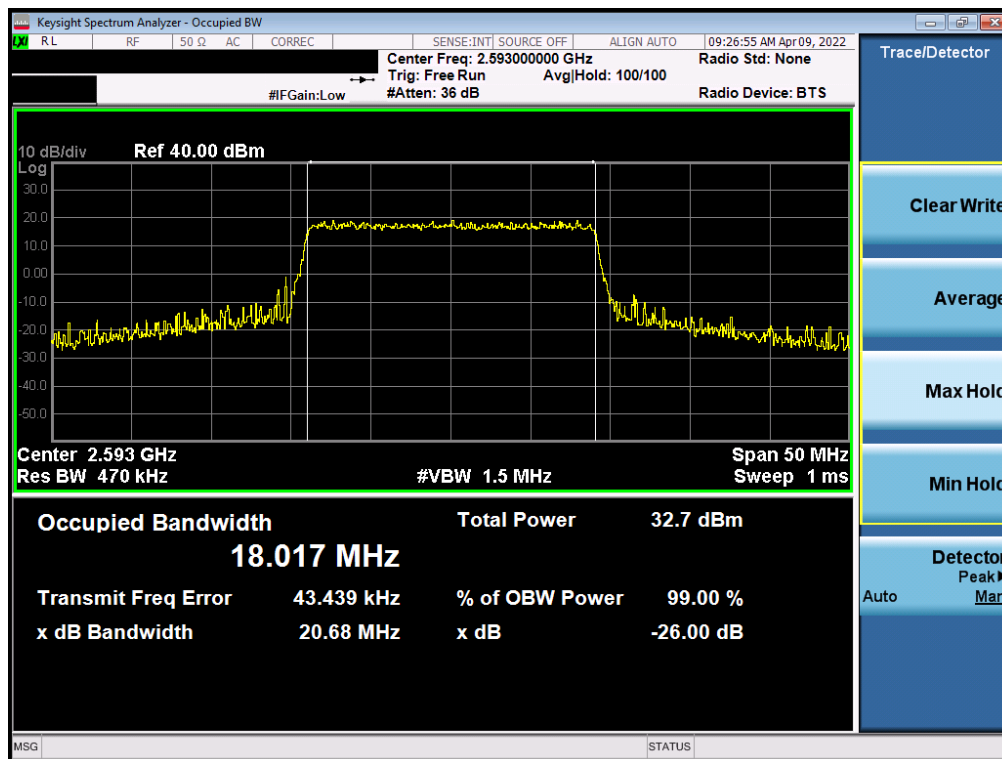 Keysight Spectrum Analyzer - Occupied BW
LXI RL RF 50 Ω AC CORREC SENSE:INT SOURCE OFF ALIGN AUTO 09:26:55 AM Apr 09, 2022
Center Freq: 2.593000000 GHz Radio Std: None
Trig: Free Run Avg|Hold: 100/100
#IFGain:Low #Atten: 36 dB Radio Device: BTS
10 dB/div Ref 40.00 dBm
Log
30.0
20.0
10.0
0.00
-10.0
-20.0
-30.0
-40.0
-50.0
Center 2.593 GHz Span 50 MHz
Res BW 470 kHz #VBW 1.5 MHz Sweep 1 ms
Occupied Bandwidth Total Power 32.7 dBm
18.017 MHz
Transmit Freq Error 43.439 kHz % of OBW Power 99.00 %
x dB Bandwidth 20.68 MHz x dB -26.00 dB
MSG STATUS
Trace/Detector
Clear Write
Average
Max Hold
Min Hold
Detector
Peak
Auto Man